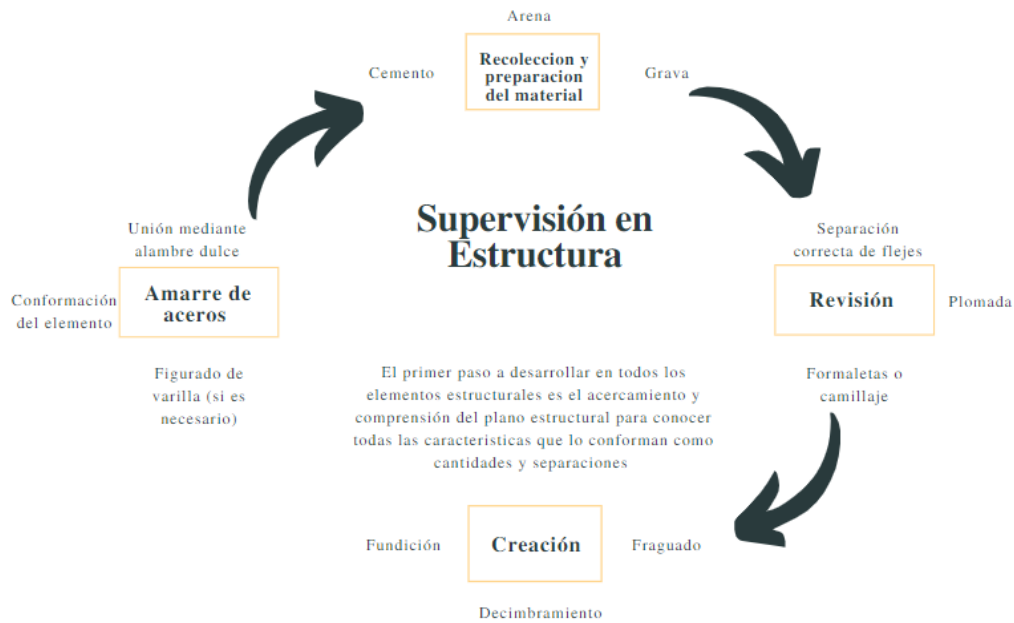 Arena
Cemento
Recoleccion y
preparacion
del material
Grava
Supervisión en
Estructura
Unión mediante
alambre dulce
Conformación
del elemento
Amarre de
aceros
Figurado de
varilla (si es
necesario)
Separación
correcta de flejes
Revisión
Plomada
Formaletas o
camillaje
El primer paso a desarrollar en todos los
elementos estructurales es el acercamiento y
comprensión del plano estructural para conocer
todas las caracteristicas que lo conforman como
cantidades y separaciones
Fundición
Creación
Fraguado
Decimbramiento